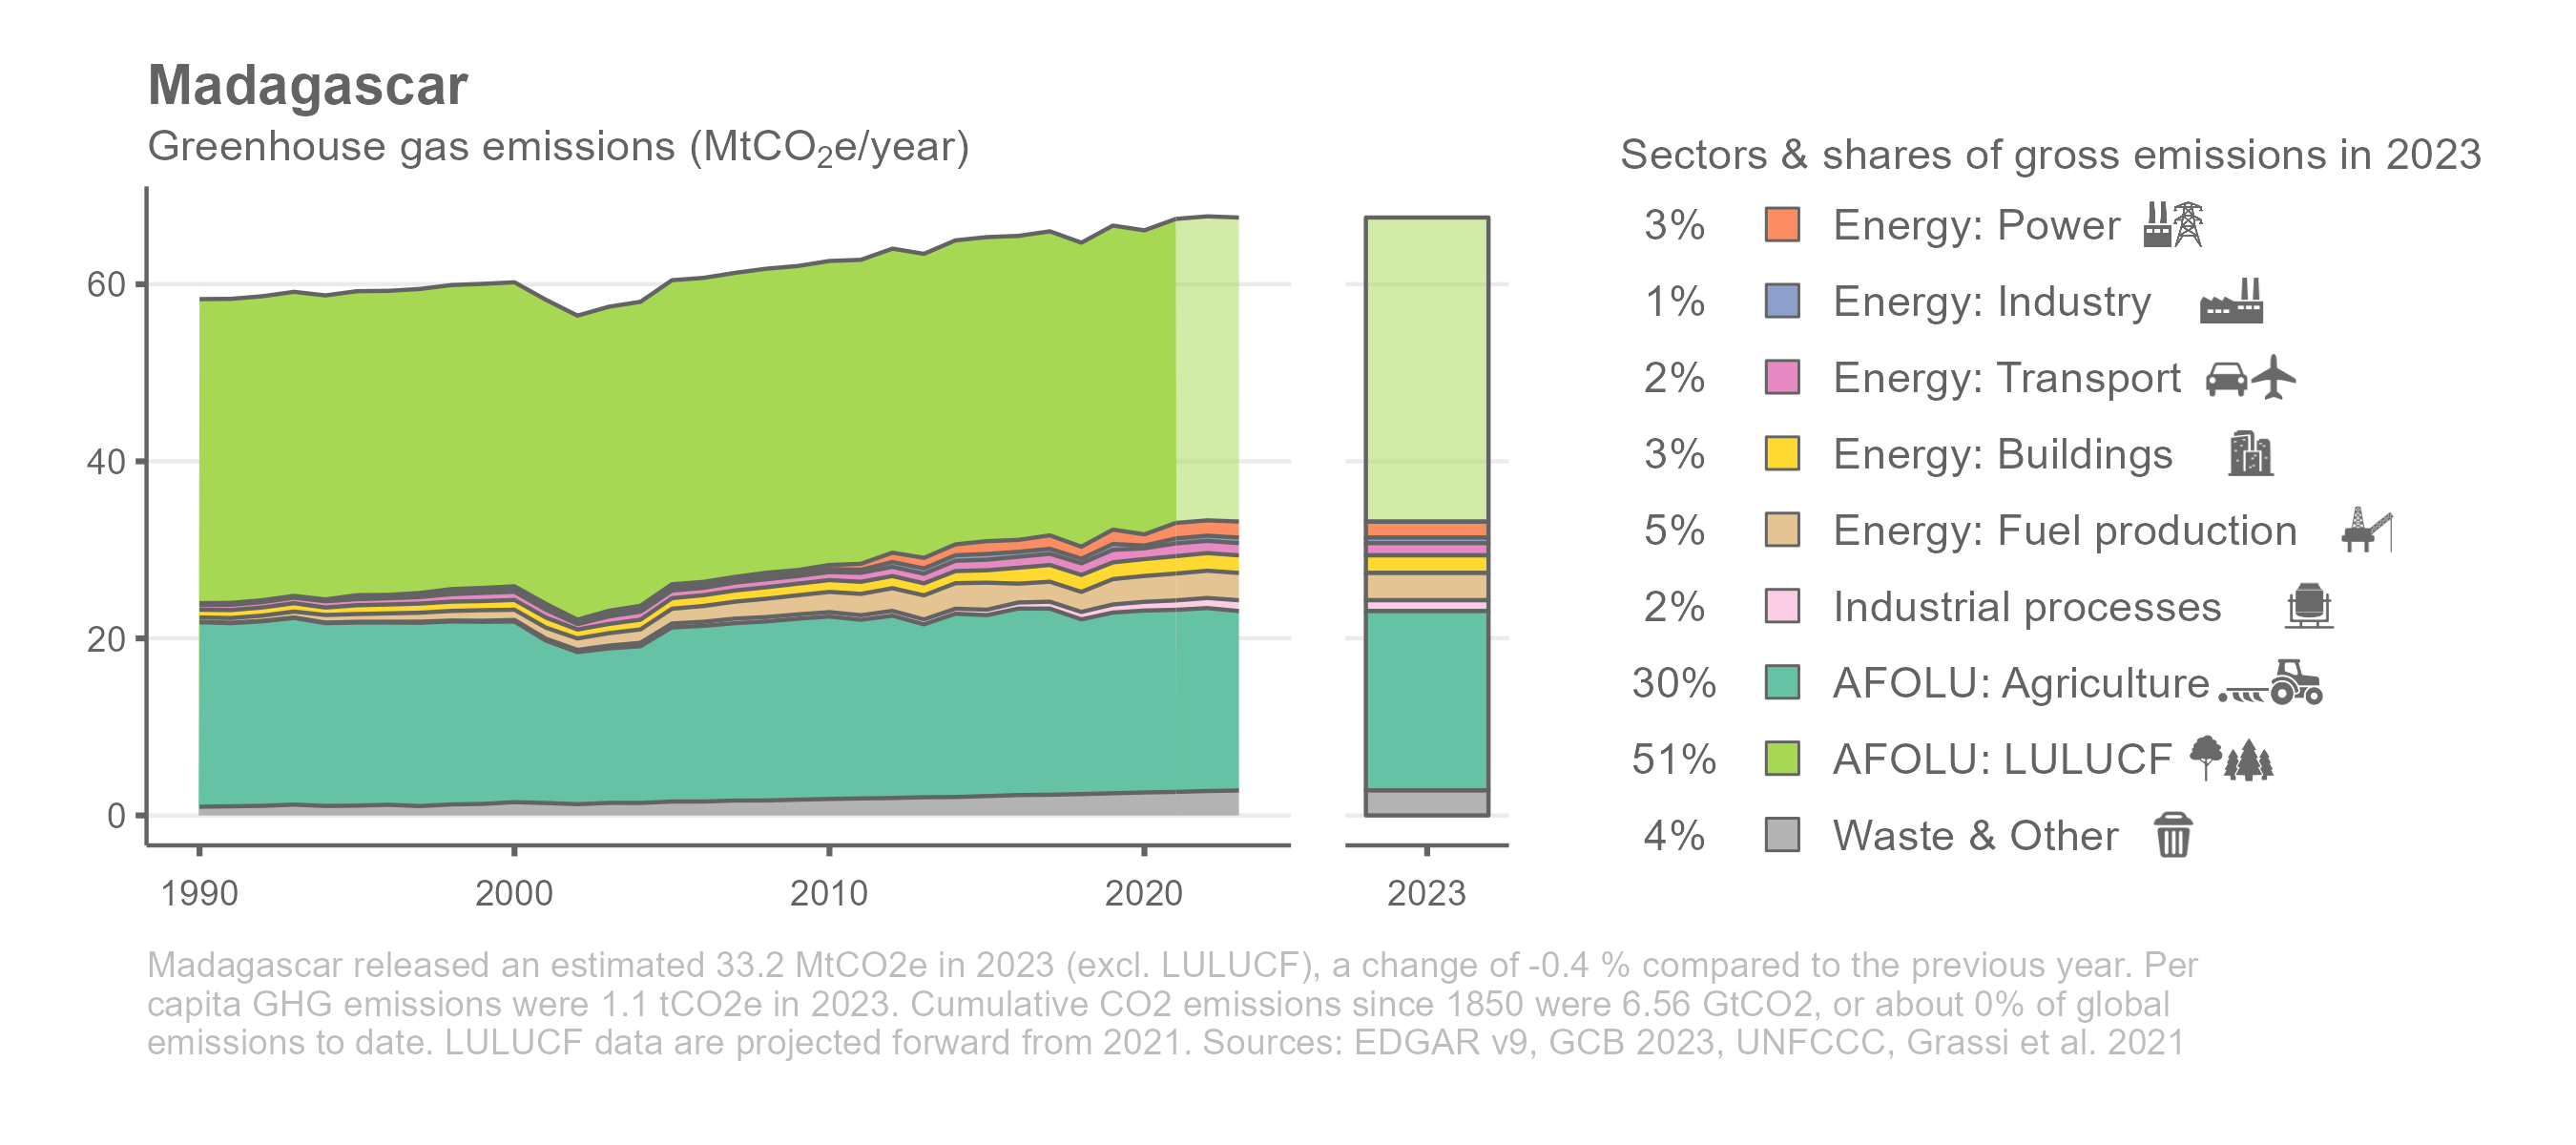 Madagascar
Greenhouse gas emissions (MtCO₂e/year)
60
40
20
0
1990 2000 2010 2020 2023
Sectors & shares of gross emissions in 2023
3% Energy: Power
1% Energy: Industry
2% Energy: Transport
3% Energy: Buildings
5% Energy: Fuel production
2% Industrial processes
30% AFOLU: Agriculture
51% AFOLU: LULUCF
4% Waste & Other
Madagascar released an estimated 33.2 MtCO2e in 2023 (excl. LULUCF), a change of -0.4 % compared to the previous year. Per
capita GHG emissions were 1.1 tCO2e in 2023. Cumulative CO2 emissions since 1850 were 6.56 GtCO2, or about 0% of global
emissions to date. LULUCF data are projected forward from 2021. Sources: EDGAR v9, GCB 2023, UNFCCC, Grassi et al. 2021